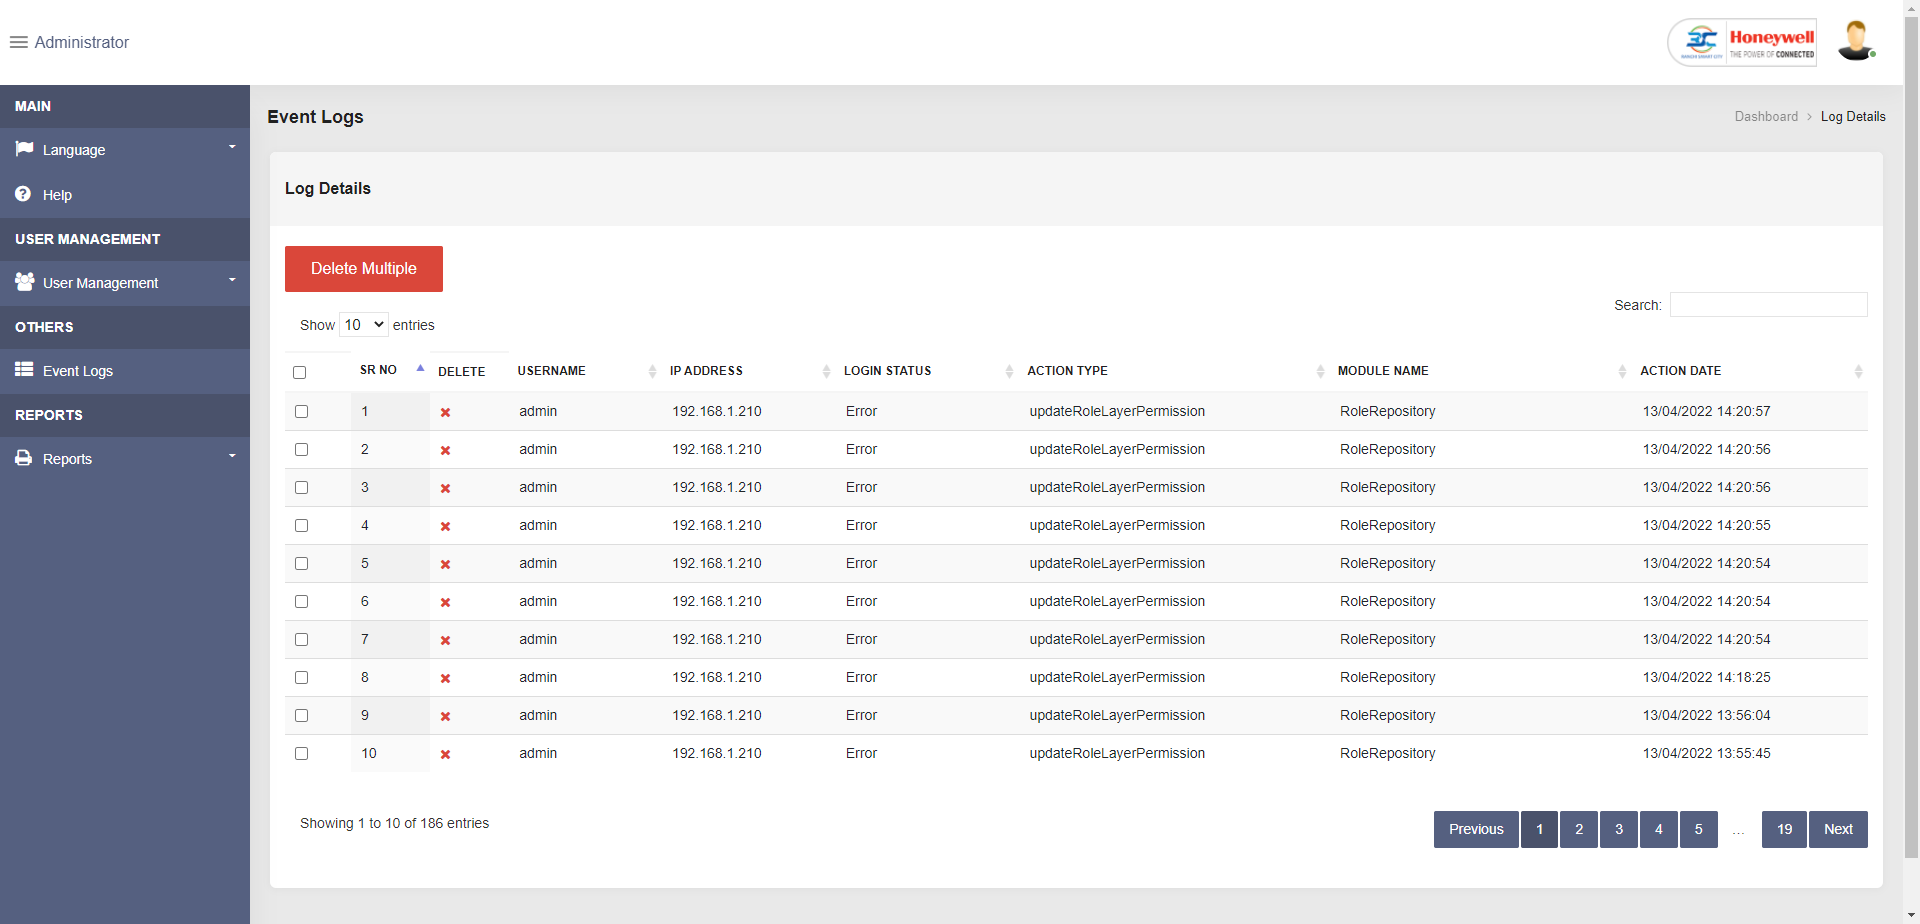 Administrator
Honeywell
THE POWER OF CONNECTED
MAIN
Language
Help
USER MANAGEMENT
User Management
OTHERS
Event Logs
REPORTS
Reports
Event Logs
Dashboard > Log Details
Log Details
Delete Multiple
Show 10 entries
Search:
SR NO DELETE USERNAME IP ADDRESS LOGIN STATUS ACTION TYPE MODULE NAME ACTION DATE
1 admin 192.168.1.210 Error updateRoleLayerPermission RoleRepository 13/04/2022 14:20:57
2 admin 192.168.1.210 Error updateRoleLayerPermission RoleRepository 13/04/2022 14:20:56
3 admin 192.168.1.210 Error updateRoleLayerPermission RoleRepository 13/04/2022 14:20:56
4 admin 192.168.1.210 Error updateRoleLayerPermission RoleRepository 13/04/2022 14:20:55
5 admin 192.168.1.210 Error updateRoleLayerPermission RoleRepository 13/04/2022 14:20:54
6 admin 192.168.1.210 Error updateRoleLayerPermission RoleRepository 13/04/2022 14:20:54
7 admin 192.168.1.210 Error updateRoleLayerPermission RoleRepository 13/04/2022 14:20:54
8 admin 192.168.1.210 Error updateRoleLayerPermission RoleRepository 13/04/2022 14:18:25
9 admin 192.168.1.210 Error updateRoleLayerPermission RoleRepository 13/04/2022 13:56:04
10 admin 192.168.1.210 Error updateRoleLayerPermission RoleRepository 13/04/2022 13:55:45
Showing 1 to 10 of 186 entries
Previous 1 2 3 4 5 … 19 Next